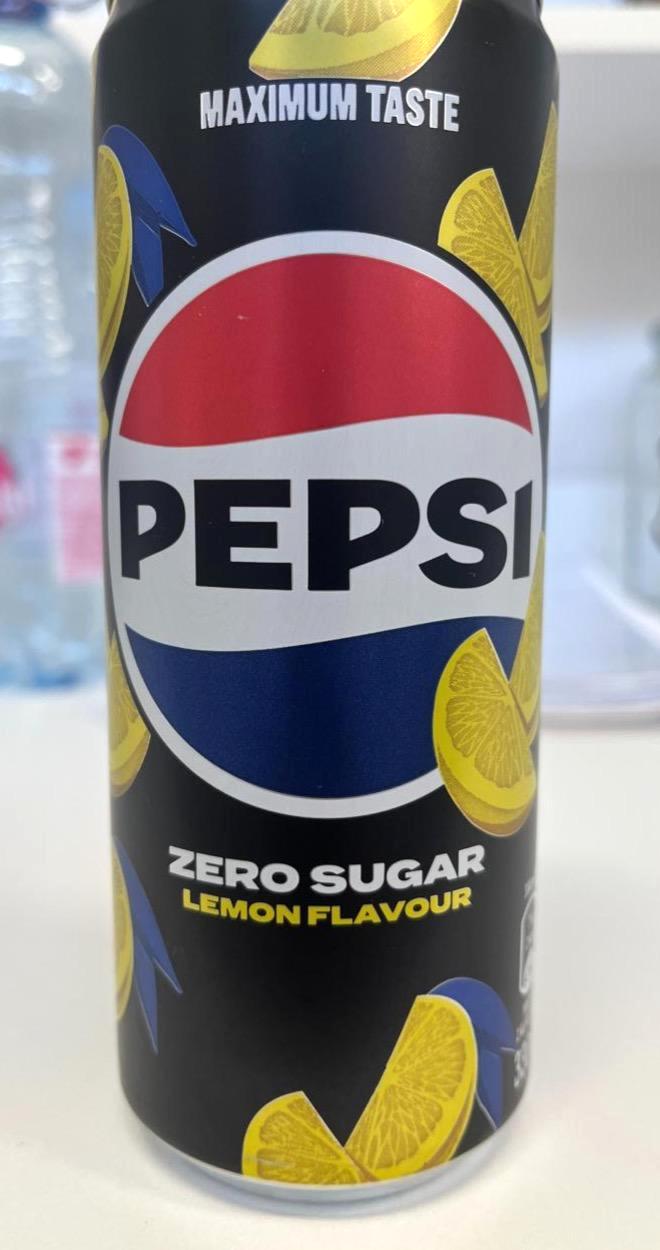 MAXIMUM TASTE
PEPSI
ZERO SUGAR
LEMON FLAVOUR